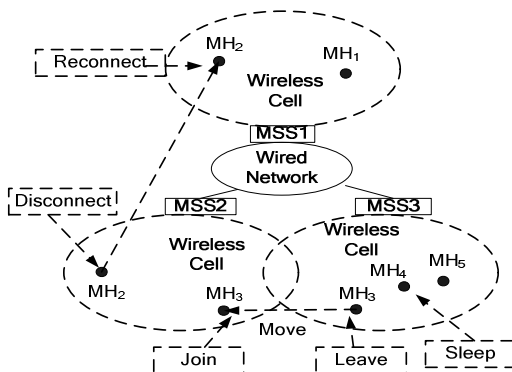 MH2
MH1
Reconnect
Wireless
Cell
MSS1
Wired
Network
Disconnect
MSS2
MSS3
Wireless
Cell
Wireless
Cell
MH4
MH5
MH2
MH3
MH3
Move
Join
Leave
Sleep